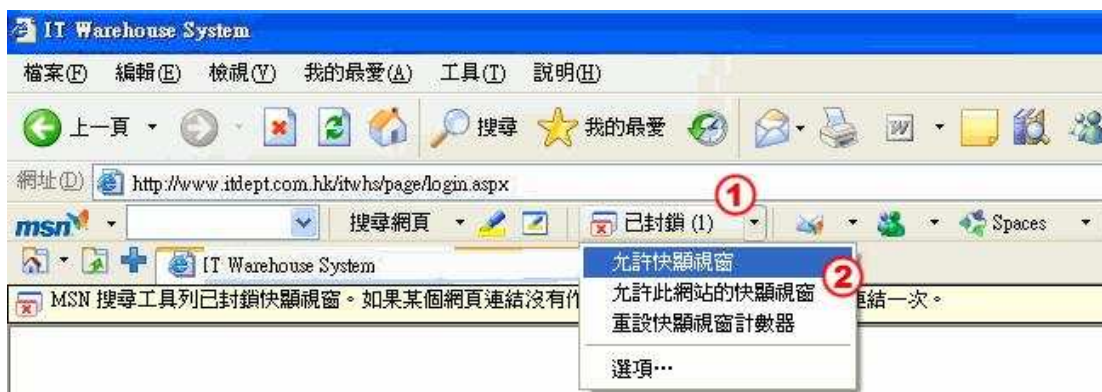 IT Warehouse System
檔案(F) 編輯(E) 檢視(V) 我的最愛(A) 工具(T) 說明(H)
上一頁 搜尋 我的最愛
網址(D) http://www.itdept.com.hk/itwhs/page/login.aspx
①
msn 搜尋網頁 已封鎖 (1) Spaces
IT Warehouse System
允許快顯視窗
②
MSN 搜尋工具列已封鎖快顯視窗。如果某個網頁連結沒有作
允許此網站的快顯視窗
連結一次。
重設快顯視窗計數器
選項…